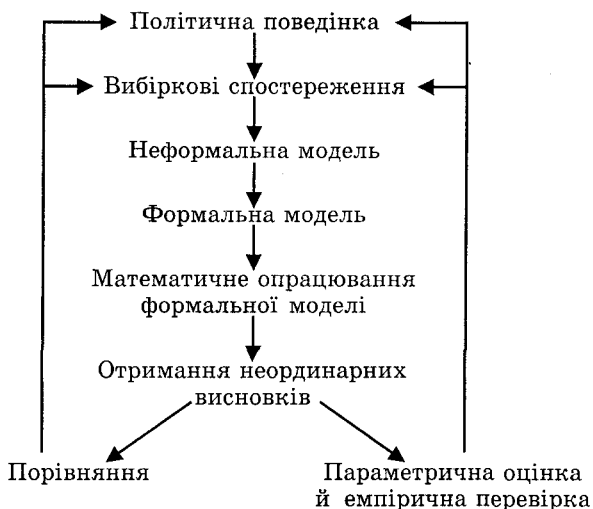 Політична поведінка
Вибіркові спостереження
Неформальна модель
Формальна модель
Математичне опрацювання
формальної моделі
Отримання неординарних
висновків
Порівняння
Параметрична оцінка
й емпірична перевірка